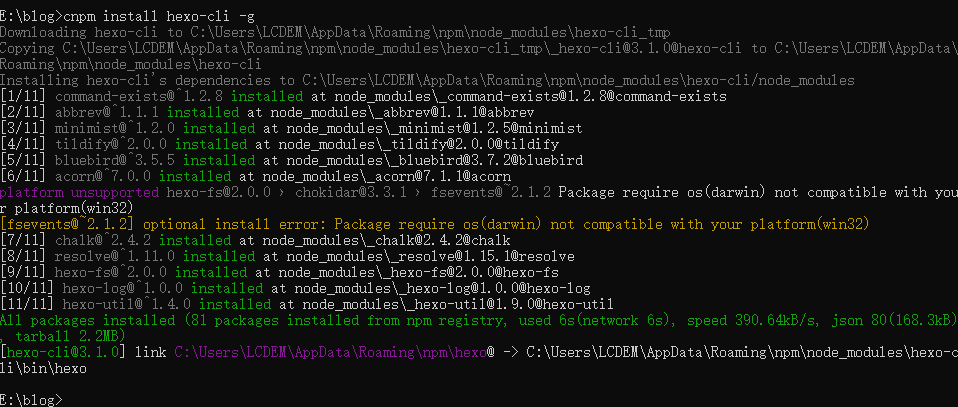 E:\blog>cnpm install hexo-cli -g
Downloading hexo-cli to C:\Users\LCDEM\AppData\Roaming\npm\node_modules\hexo-cli_tmp
Copying C:\Users\LCDEM\AppData\Roaming\npm\node_modules\hexo-cli_tmp\_hexo-cli@3.1.0@hexo-cli to C:\Users\LCDEM\AppData\
Roaming\npm\node_modules\hexo-cli
Installing hexo-cli's dependencies to C:\Users\LCDEM\AppData\Roaming\npm\node_modules\hexo-cli/node_modules
[1/11] command-exists@^1.2.8 installed at node_modules\_command-exists@1.2.8@command-exists
[2/11] abbrev@^1.1.1 installed at node_modules\_abbrev@1.1.1@abbrev
[3/11] minimist@^1.2.0 installed at node_modules\_minimist@1.2.5@minimist
[4/11] tildify@^2.0.0 installed at node_modules\_tildify@2.0.0@tildify
[5/11] bluebird@^3.5.5 installed at node_modules\_bluebird@3.7.2@bluebird
[6/11] acorn@^7.0.0 installed at node_modules\_acorn@7.1.1@acorn
platform unsupported hexo-fs@2.0.0 › chokidar@3.3.1 › fsevents@~2.1.2 Package require os(darwin) not compatible with you
r platform(win32)
[fsevents@~2.1.2] optional install error: Package require os(darwin) not compatible with your platform(win32)
[7/11] chalk@^2.4.2 installed at node_modules\_chalk@2.4.2@chalk
[8/11] resolve@^1.11.0 installed at node_modules\_resolve@1.15.1@resolve
[9/11] hexo-fs@^2.0.0 installed at node_modules\_hexo-fs@2.0.0@hexo-fs
[10/11] hexo-log@^1.0.0 installed at node_modules\_hexo-log@1.0.0@hexo-log
[11/11] hexo-util@^1.4.0 installed at node_modules\_hexo-util@1.9.0@hexo-util
All packages installed (81 packages installed from npm registry, used 6s(network 6s), speed 390.64kB/s, json 80(168.3kB)
, tarball 2.2MB)
[hexo-cli@3.1.0] link C:\Users\LCDEM\AppData\Roaming\npm\hexo@ -> C:\Users\LCDEM\AppData\Roaming\npm\node_modules\hexo-c
li\bin\hexo
E:\blog>